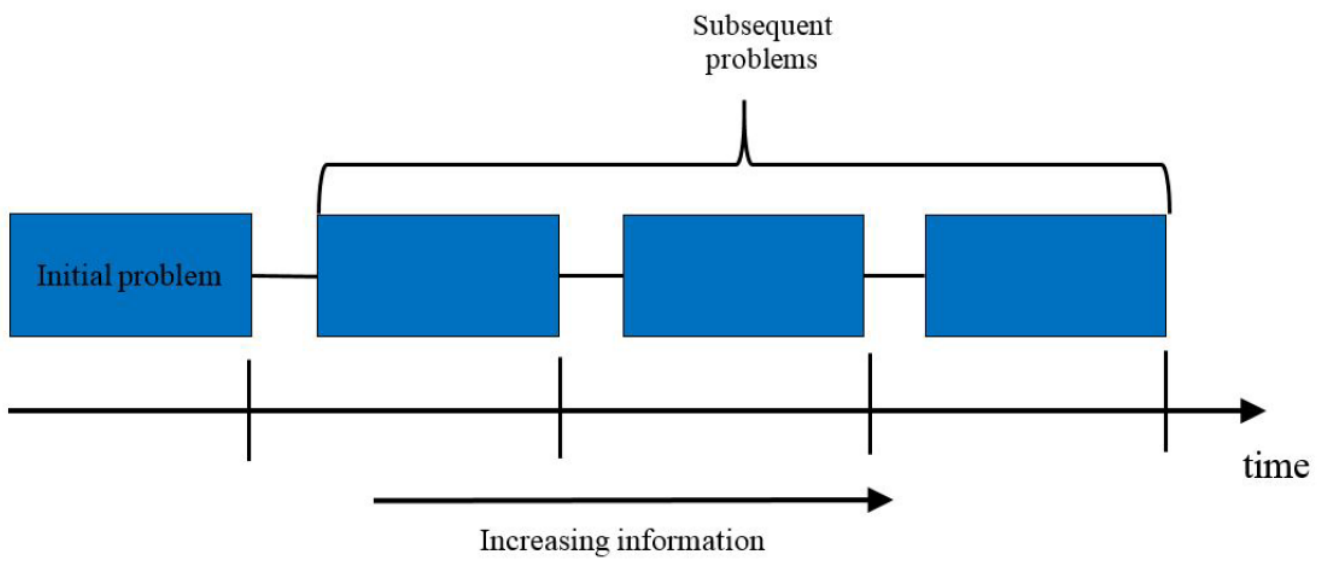 Subsequent
problems
Initial problem
time
Increasing information